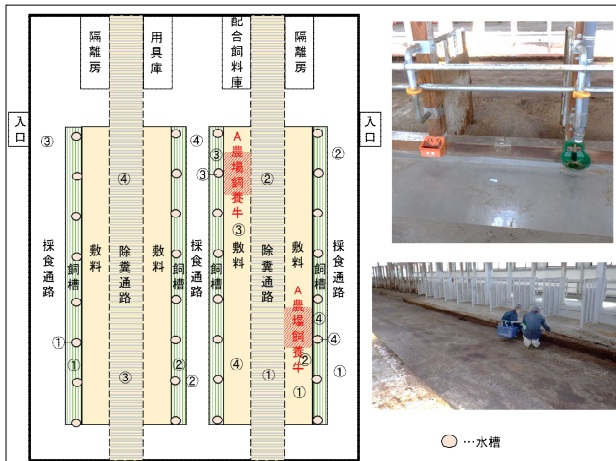 隔離房
用具庫
配合飼料庫
隔離房
入口
入口
③
④
②
A農場飼養牛
③
③
③
④
②
採食通路
飼槽
敷料
除糞通路
敷料
飼槽
採食通路
飼槽
敷料
除糞通路
敷料
飼槽
採食通路
A農場飼養牛
④
④
②
①
①
①
③
②
②
④
①
①
…水槽